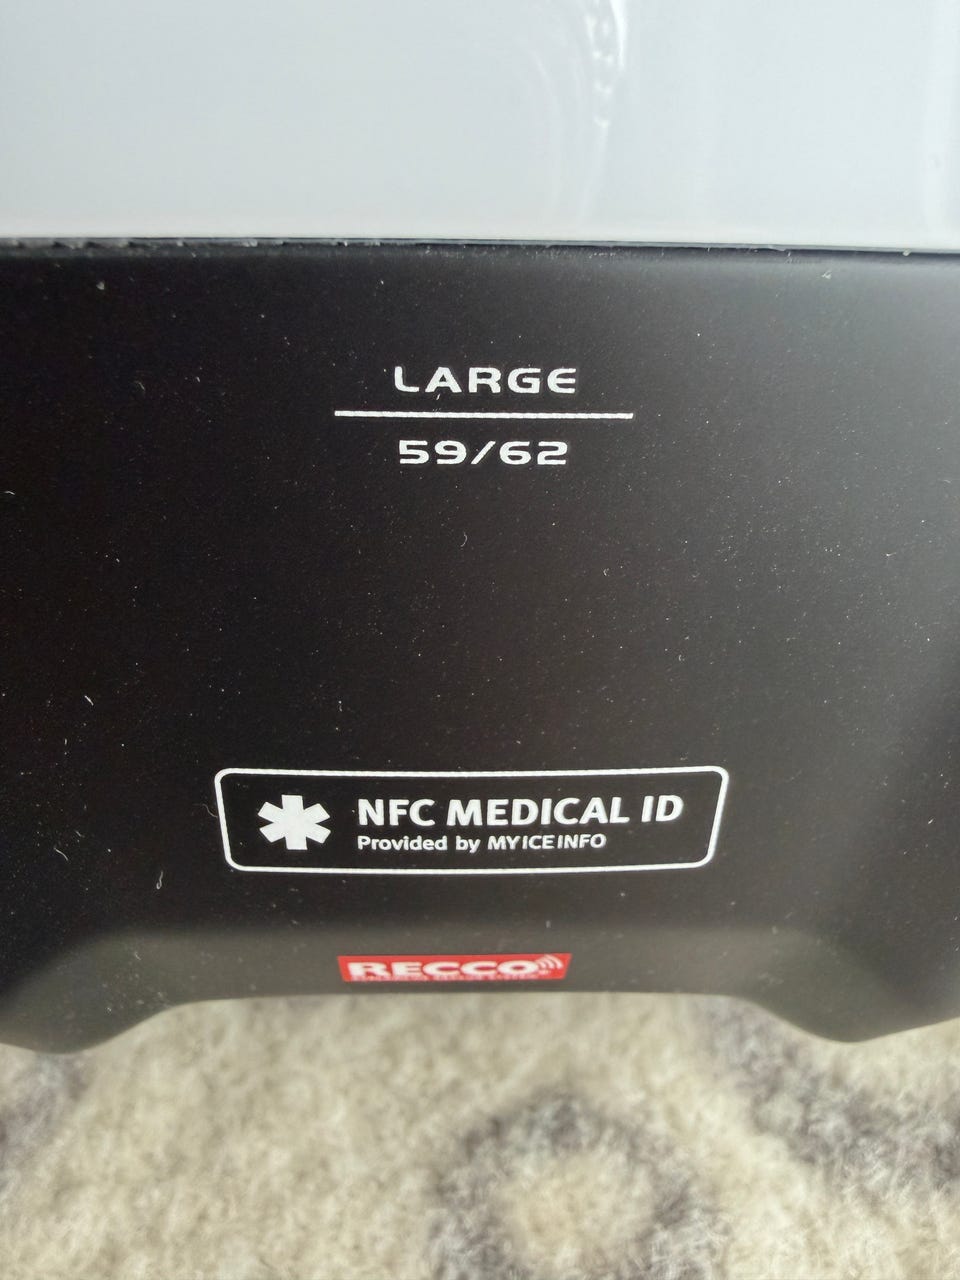 LARGE
59/62
NFC MEDICAL ID
Provided by MYICEINFO
RECCO